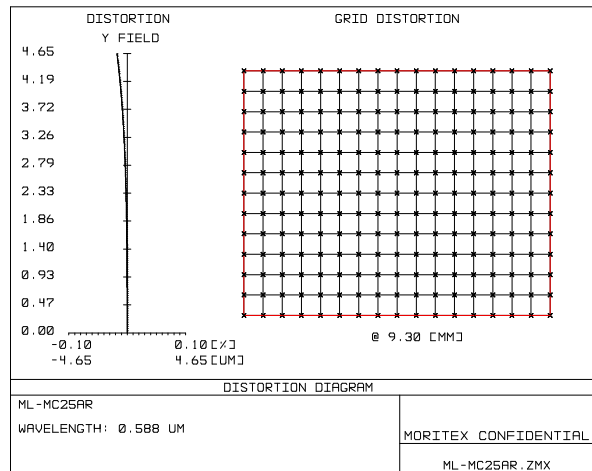 DISTORTION
Y FIELD
4.65
4.19
3.72
3.26
2.79
2.33
1.86
1.40
0.93
0.47
0.00
-0.10 0.10[%]
-4.65 4.65[UM]
GRID DISTORTION
@ 9.30 [MM]
DISTORTION DIAGRAM
ML-MC25AR
WAVELENGTH: 0.588 UM
MORITEX CONFIDENTIAL
ML-MC25AR.ZMX